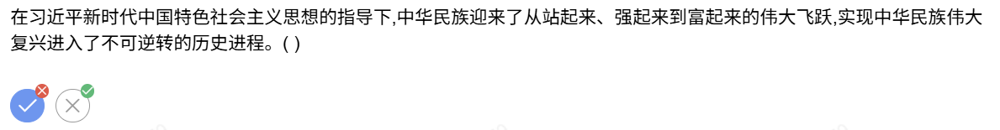 在习近平新时代中国特色社会主义思想的指导下,中华民族迎来了从站起来、强起来到富起来的伟大飞跃,实现中华民族伟大
复兴进入了不可逆转的历史进程。( )